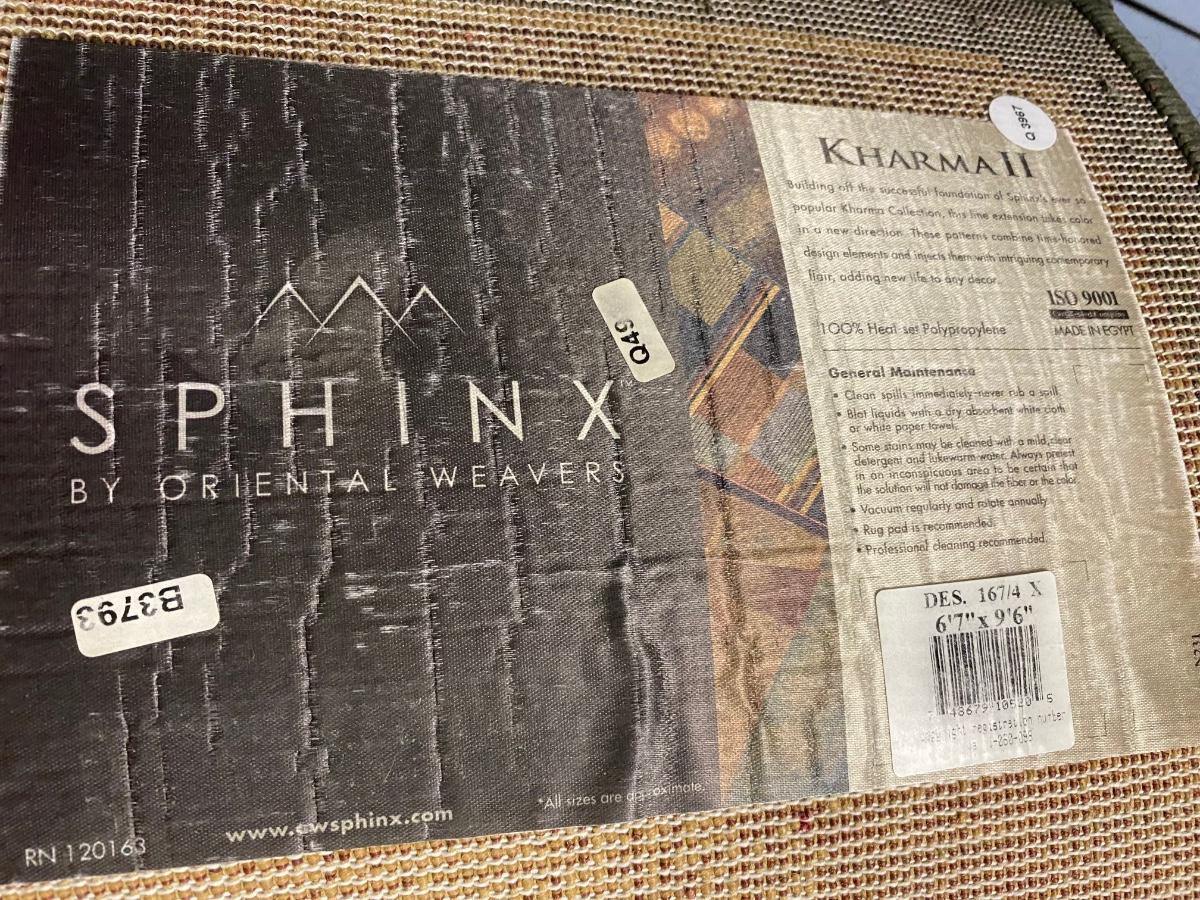 SPHINX
BY ORIENTAL WEAVERS
Q49
B3793
www.owsphinx.com
RN 120163
*All sizes are approximate.
Q 3967
KHARMA II
Building off the successful foundation of Sphinx's ever so
popular Kharma Collection, this line extension takes color
in a new direction. These patterns combine time-honored
design elements and injects them with intriguing contemporary
flair, adding new life to any decor.
ISO 9001
MADE IN EGYPT
100% Heat-set Polypropylene
General Maintenance
• Clean spills immediately-never rub a spill.
• Blot liquids with a dry absorbent white cloth
or white paper towel.
• Some stains may be cleaned with a mild, clear
detergent and lukewarm water. Always pretest
in an inconspicuous area to be certain that
the solution will not damage the fiber or the color
• Vacuum regularly and rotate annually
• Rug pad is recommended.
• Professional cleaning recommended.
DES. 167/4 X
6'7" x 9'6"
48679 10520 5
registration number